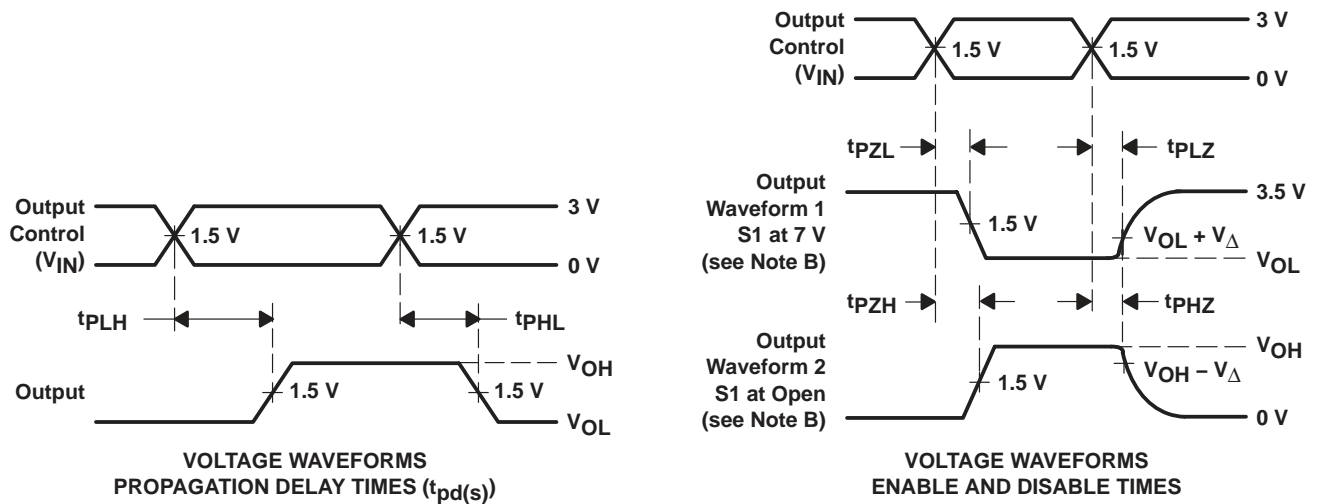 Output
Control
(VIN)
3 V
1.5 V
1.5 V
0 V
tPLH
tPHL
Output
VOH
1.5 V
1.5 V
VOL
VOLTAGE WAVEFORMS
PROPAGATION DELAY TIMES (tpd(s))
Output
Control
(VIN)
3 V
1.5 V
1.5 V
0 V
tPZL
tPLZ
Output
Waveform 1
S1 at 7 V
(see Note B)
3.5 V
1.5 V
VOL + VΔ
VOL
tPZH
tPHZ
Output
Waveform 2
S1 at Open
(see Note B)
VOH
1.5 V
VOH – VΔ
0 V
VOLTAGE WAVEFORMS
ENABLE AND DISABLE TIMES